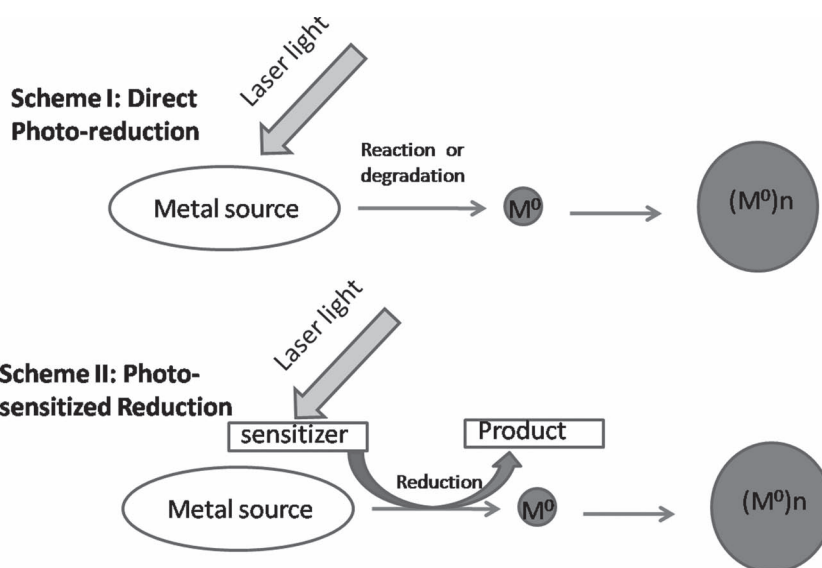 Laser light
Scheme I: Direct
Photo-reduction
Reaction or
degradation
Metal source
M⁰
(M⁰)n
Laser light
Scheme II: Photo-
sensitized Reduction
sensitizer
Product
Reduction
Metal source
M⁰
(M⁰)n